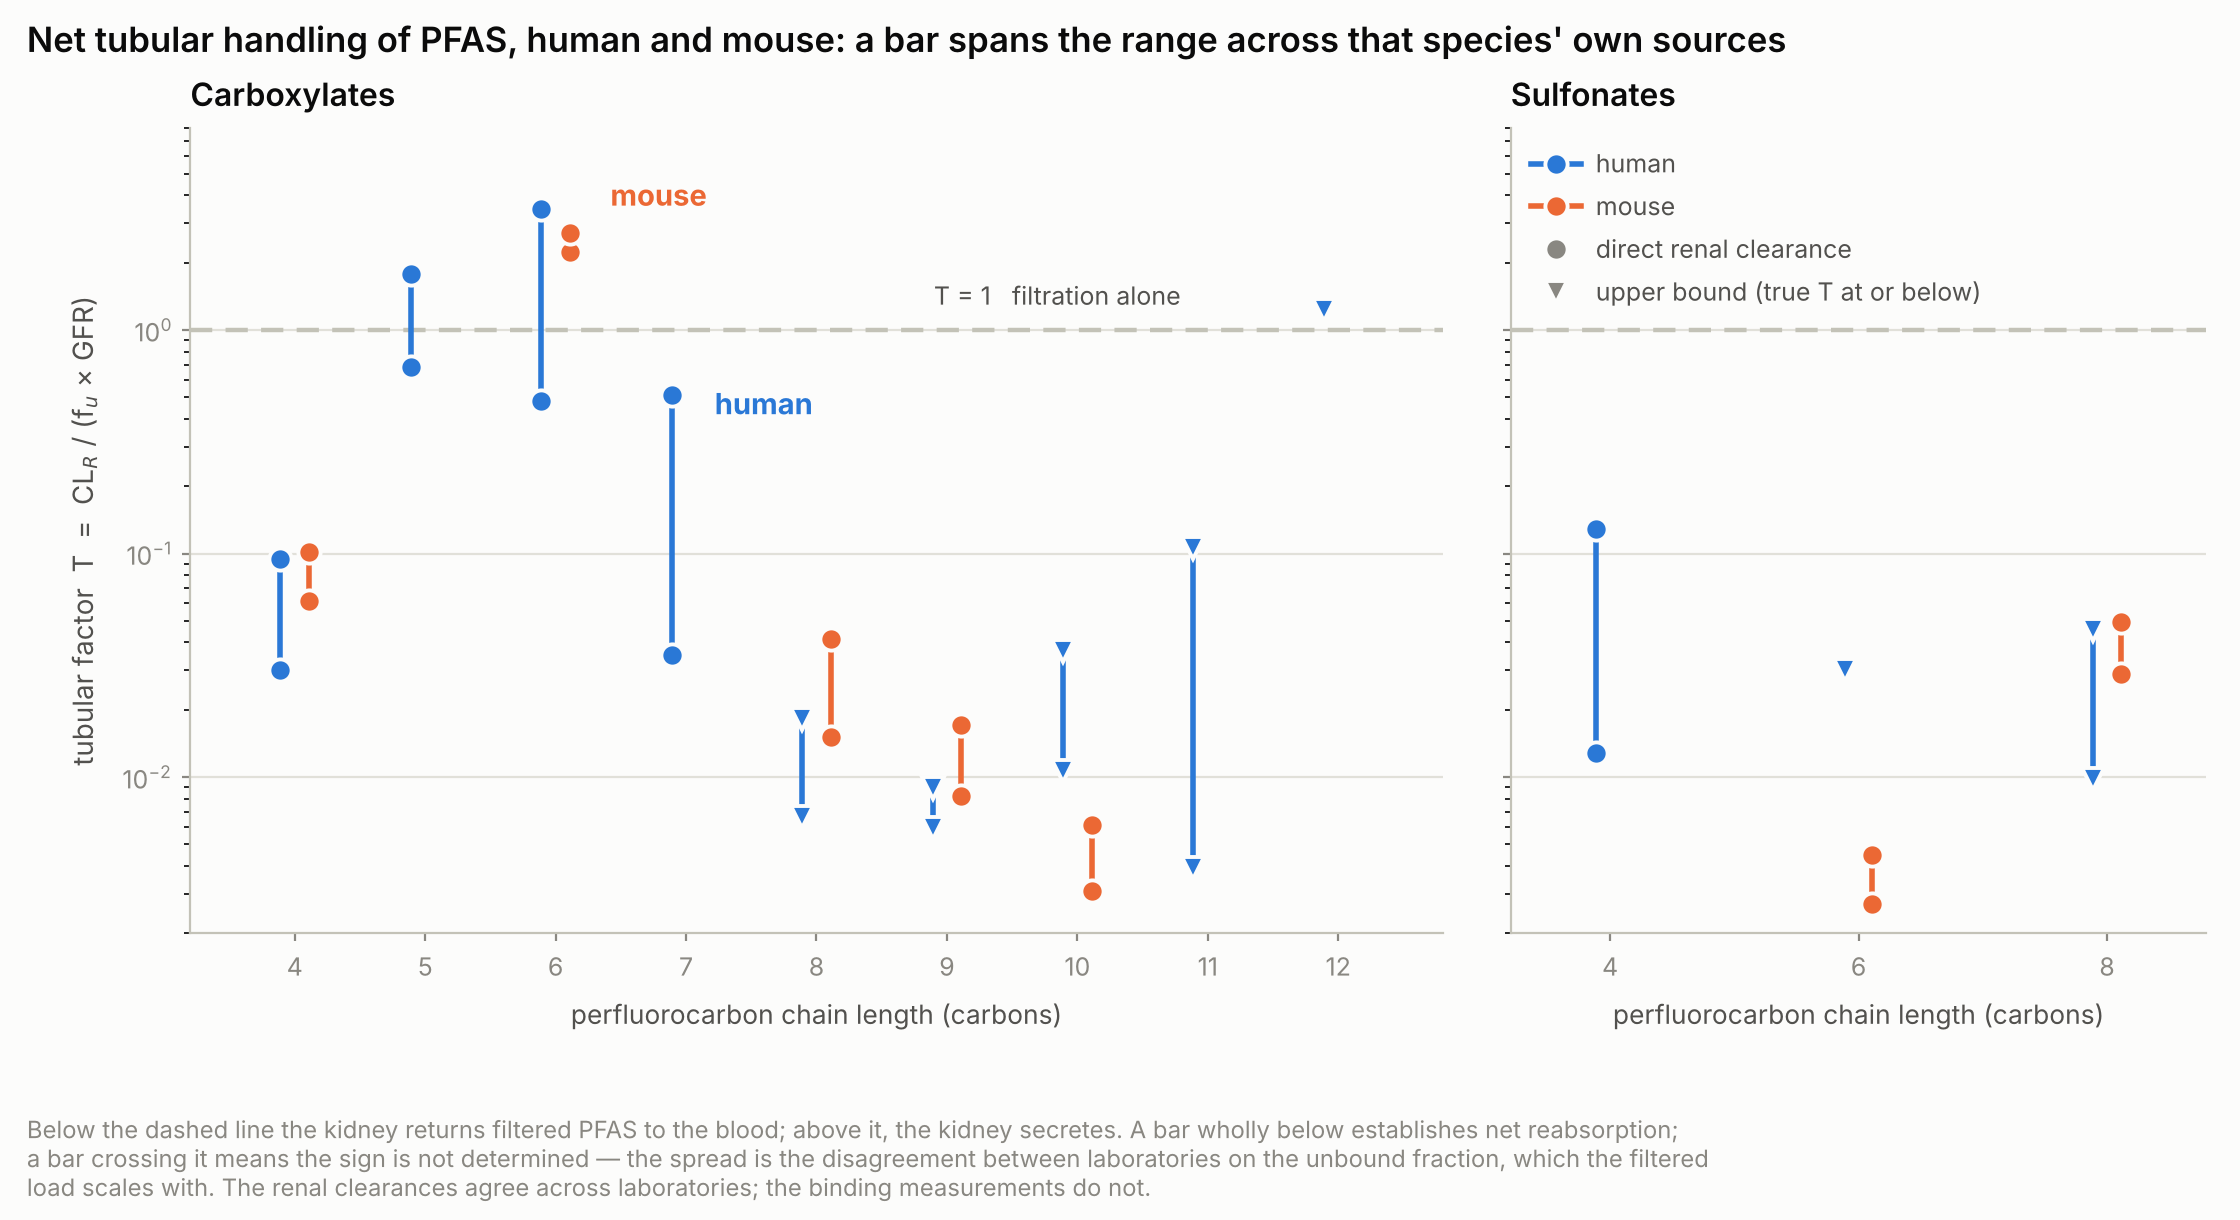 Net tubular handling of PFAS, human and mouse: a bar spans the range across that species' own sources
Carboxylates
Sulfonates
tubular factor T = CL_R / (f_u × GFR)
10⁰
10⁻¹
10⁻²
mouse
human
T = 1 filtration alone
human
mouse
direct renal clearance
upper bound (true T at or below)
4 5 6 7 8 9 10 11 12
4 6 8
perfluorocarbon chain length (carbons)
perfluorocarbon chain length (carbons)
Below the dashed line the kidney returns filtered PFAS to the blood; above it, the kidney secretes. A bar wholly below establishes net reabsorption;
a bar crossing it means the sign is not determined — the spread is the disagreement between laboratories on the unbound fraction, which the filtered
load scales with. The renal clearances agree across laboratories; the binding measurements do not.